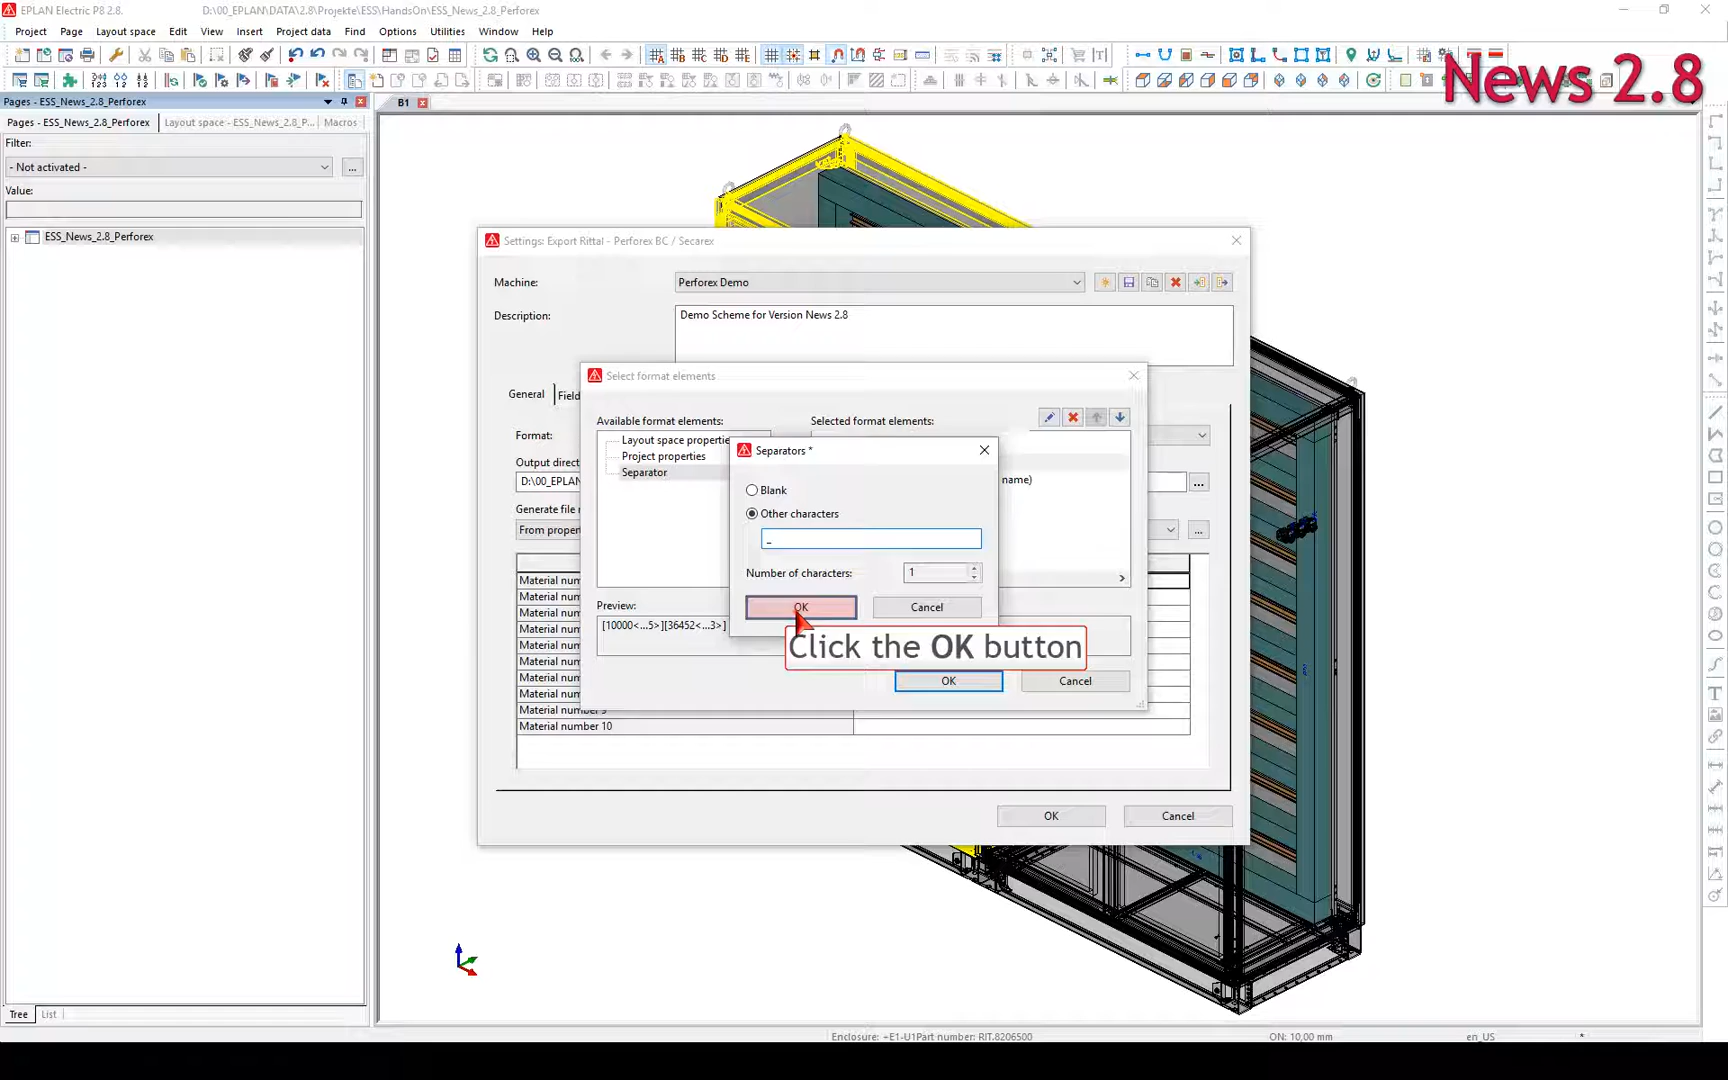 EPLAN Electric P8 2.8.
D:\00_EPLAN\DATA\2.8\Projekte\ESS\HandsOn\ESS_News_2.8_Perforex
Project Page Layout space Edit View Insert Project data Find Options Utilities Window Help
News 2.8
Pages - ESS_News_2.8_Perforex
B1
Pages - ESS_News_2.8_Perforex Layout space - ESS_News_2.8_P... Macros
Filter:
- Not activated -
...
Value:
ESS_News_2.8_Perforex
Settings: Export Rittal - Perforex BC / Secarex
Machine:
Perforex Demo
Description:
Demo Scheme for Version News 2.8
Select format elements
General
Field
Available format elements:
Selected format elements:
Format:
Layout space propertie
Project properties
Separator
Separators *
Output direc
D:\00_EPLAN
name)
...
Blank
Other characters
_
Generate file n
From proper
...
Number of characters:
1
OK
Cancel
Material num
Material num
Material num
Material num
Material num
Material num
Material num
Material num
Material number 10
Preview:
[10000<...5>][36452<...3>]
Click the OK button
OK
Cancel
OK
Cancel
Tree List
Enclosure: +E1-U1Part number: RIT.8206500
ON: 10,00 mm
en_US
*